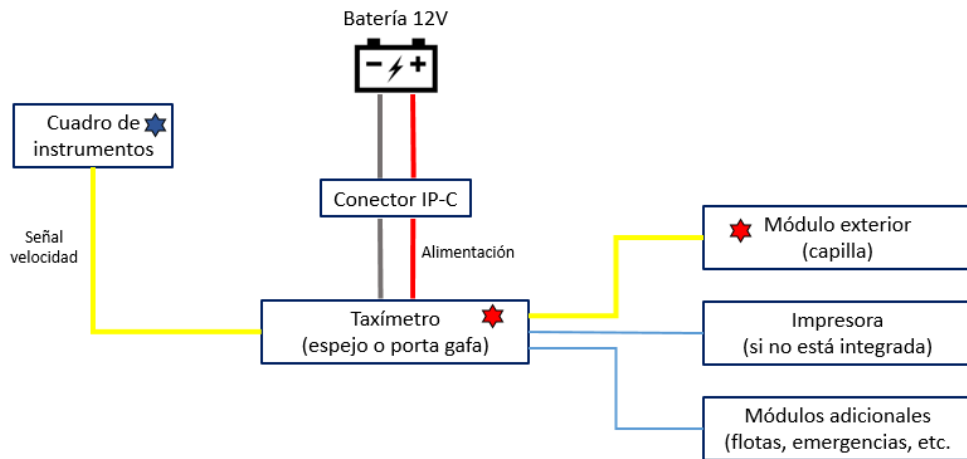 Batería 12V
Cuadro de
instrumentos
Conector IP-C
Señal
velocidad
Alimentación
Módulo exterior
(capilla)
Taxímetro
(espejo o porta gafa)
Impresora
(si no está integrada)
Módulos adicionales
(flotas, emergencias, etc.